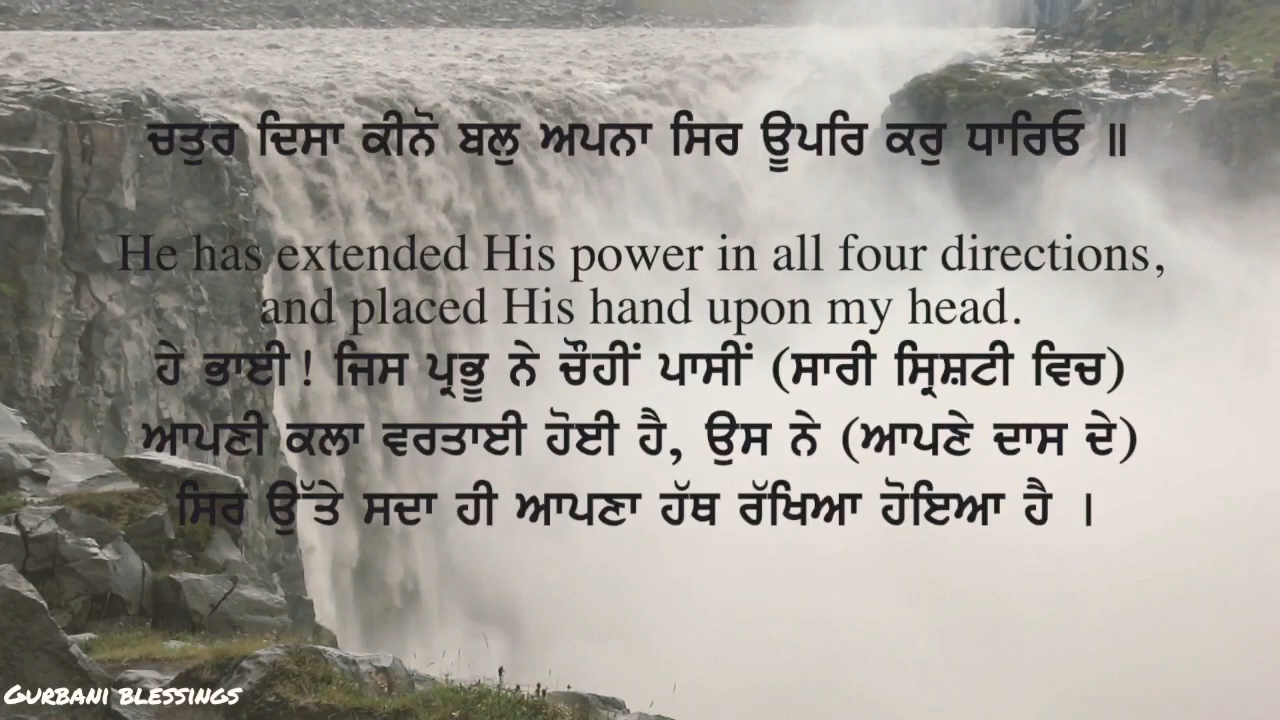 ਚਤੁਰ ਦਿਸਾ ਕੀਨੋ ਬਲੁ ਅਪਨਾ ਸਿਰ ਊਪਰਿ ਕਰੁ ਧਾਰਿਓ ॥
He has extended His power in all four directions,
and placed His hand upon my head.
ਹੇ ਭਾਈ! ਜਿਸ ਪ੍ਰਭੂ ਨੇ ਚੌਹੀਂ ਪਾਸੀਂ (ਸਾਰੀ ਸ੍ਰਿਸ਼ਟੀ ਵਿਚ)
ਆਪਣੀ ਕਲਾ ਵਰਤਾਈ ਹੋਈ ਹੈ, ਉਸ ਨੇ (ਆਪਣੇ ਦਾਸ ਦੇ)
ਸਿਰ ਉੱਤੇ ਸਦਾ ਹੀ ਆਪਣਾ ਹੱਥ ਰੱਖਿਆ ਹੋਇਆ ਹੈ ।
GURBANI BLESSINGS